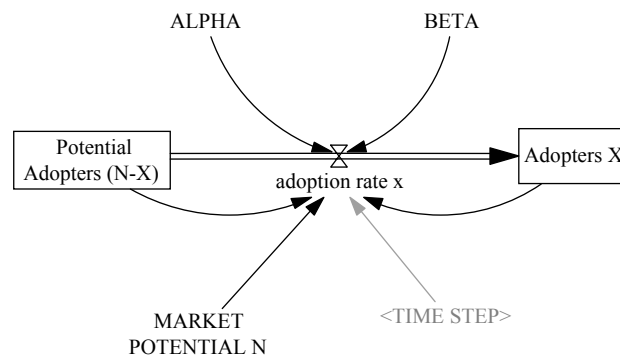 ALPHA
BETA
Potential
Adopters (N-X)
Adopters X
adoption rate x
MARKET
POTENTIAL N
<TIME STEP>